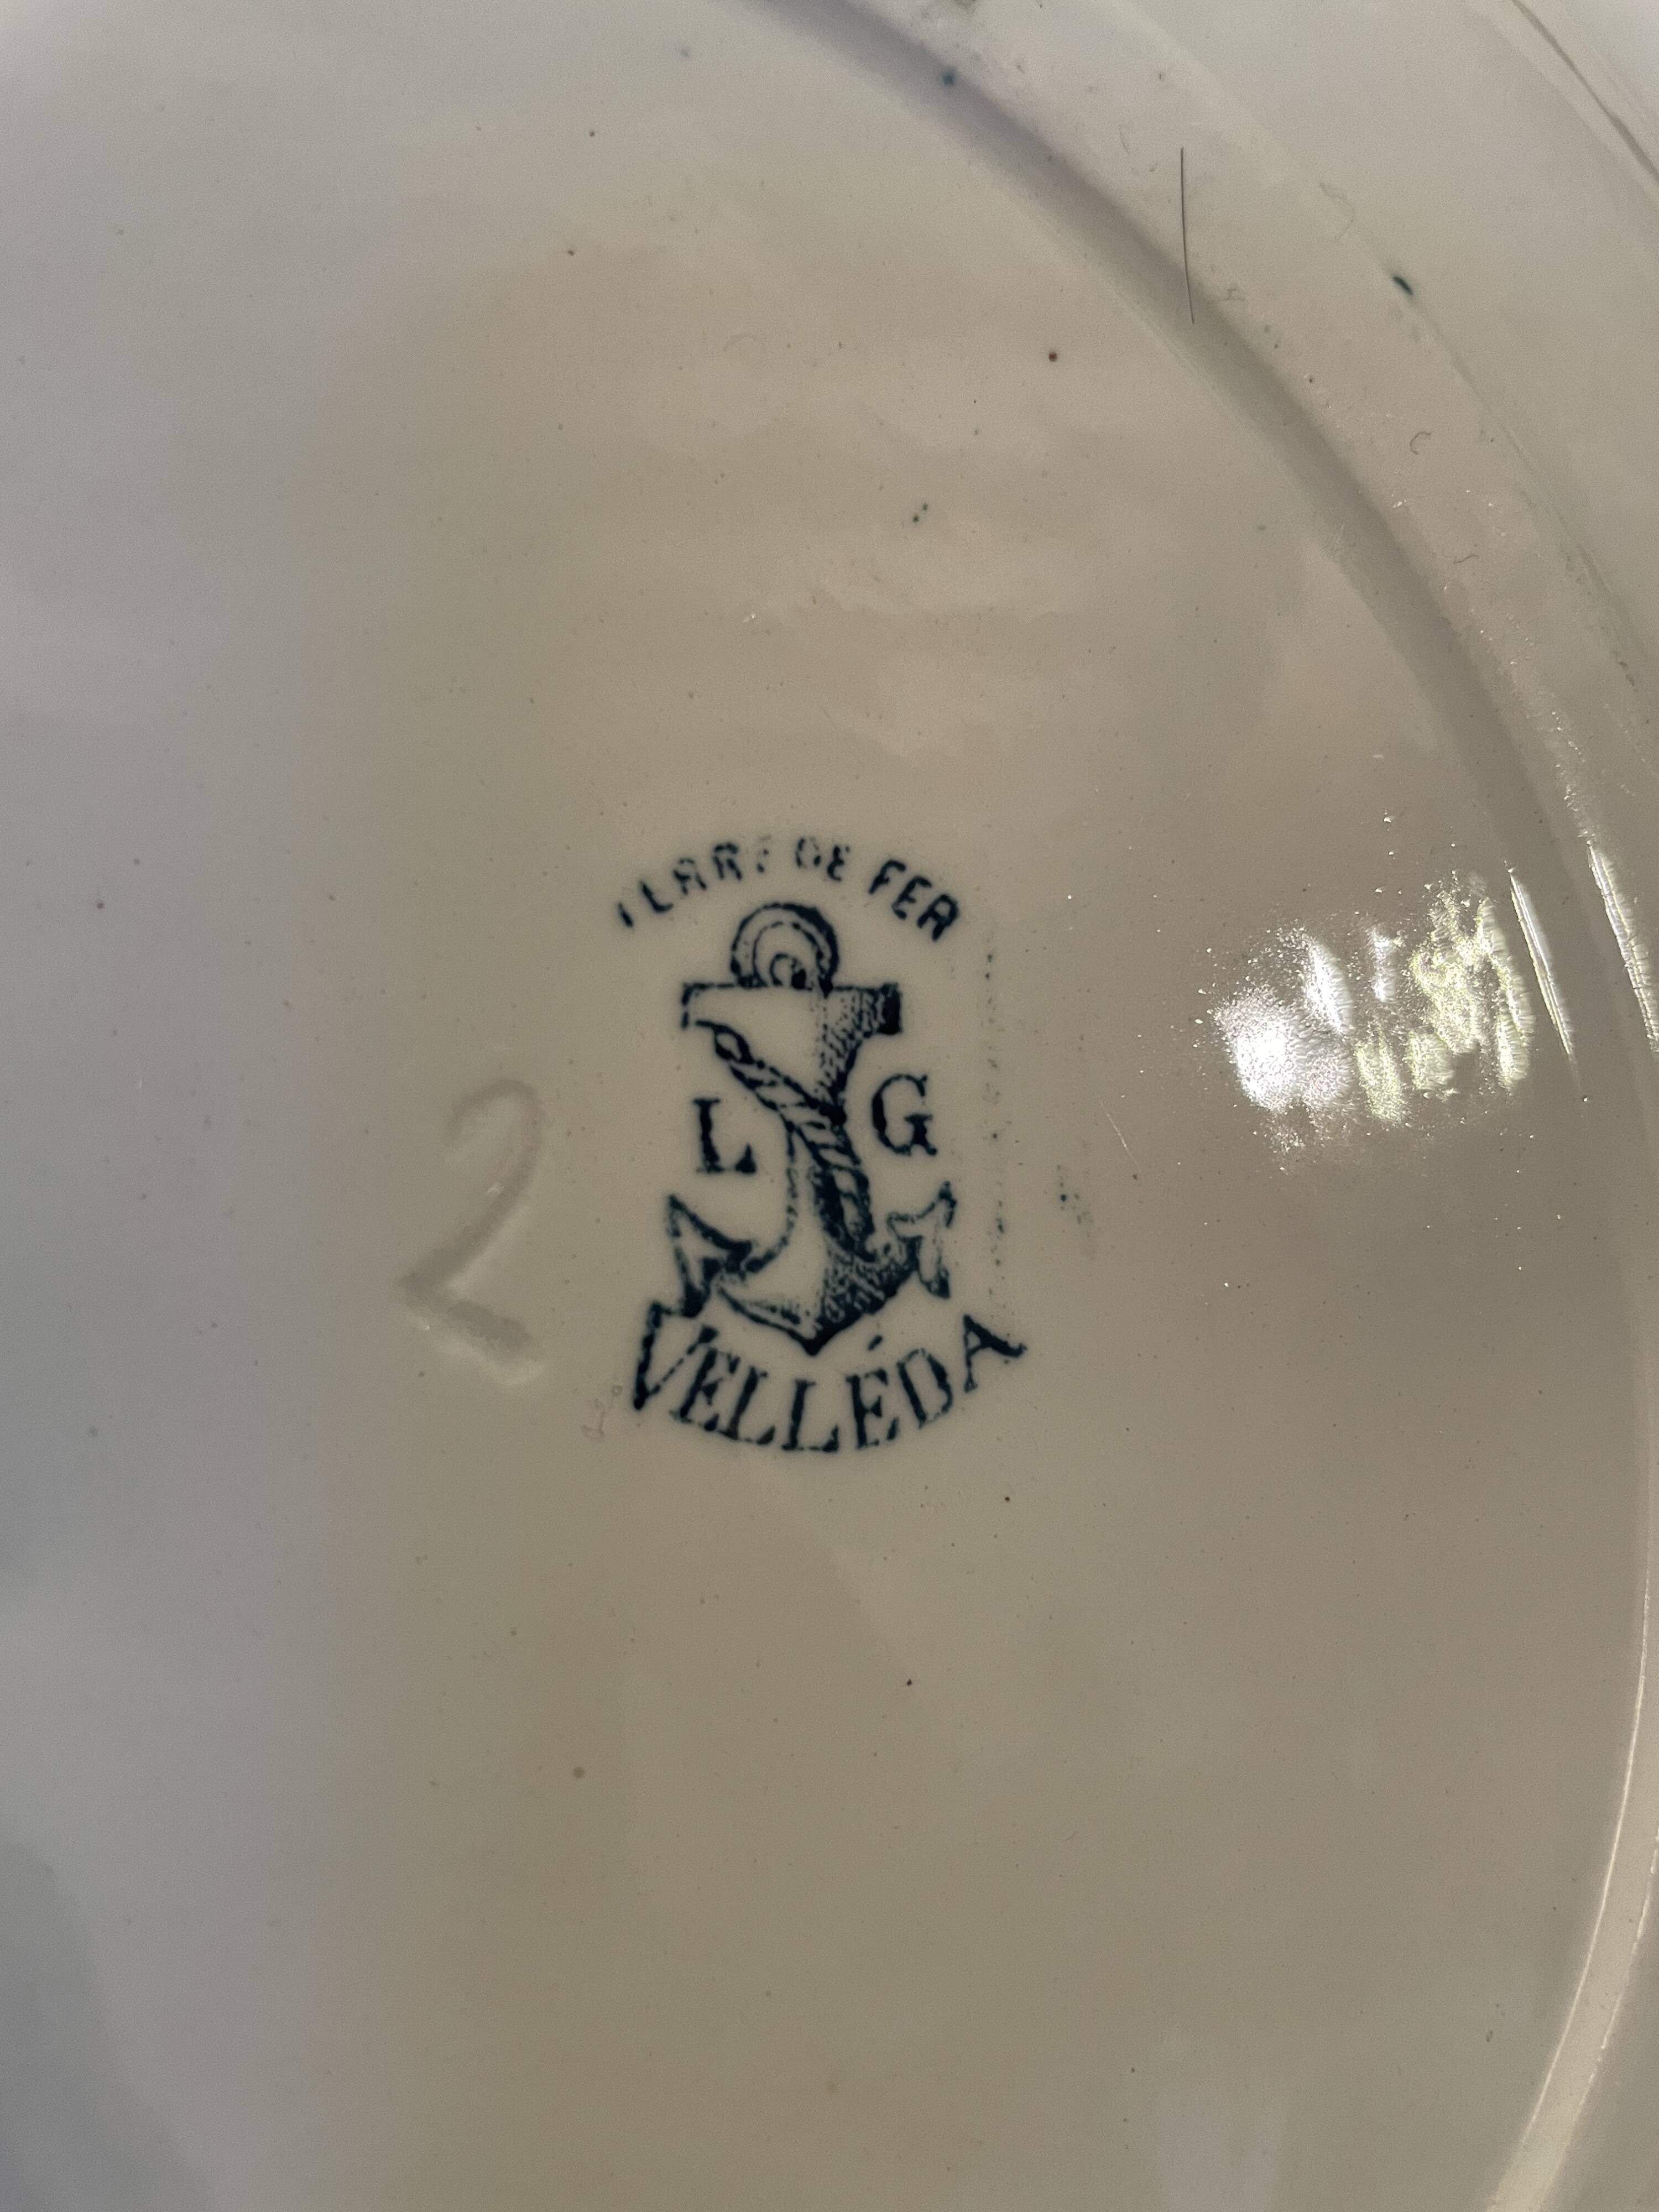 TERRE DE FER
L G
2
VELLÉDA